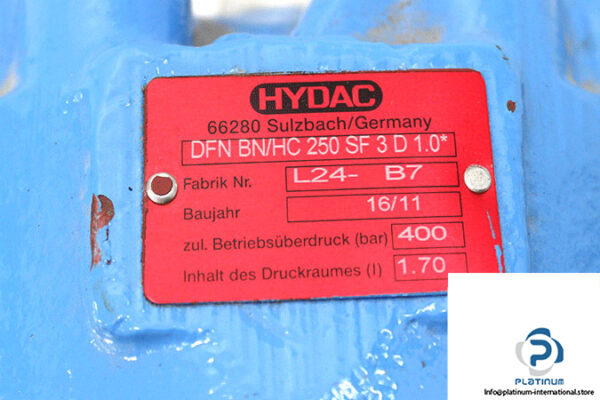 HYDAC
66280 Sulzbach/Germany
DFN BN/HC 250 SF 3 D 1.0*
Fabrik Nr. L24- B7
Baujahr 16/11
zul. Betriebsüberdruck (bar) 400
Inhalt des Druckraumes (l) 1.70
PLATINUM
Info@platinum-international.store